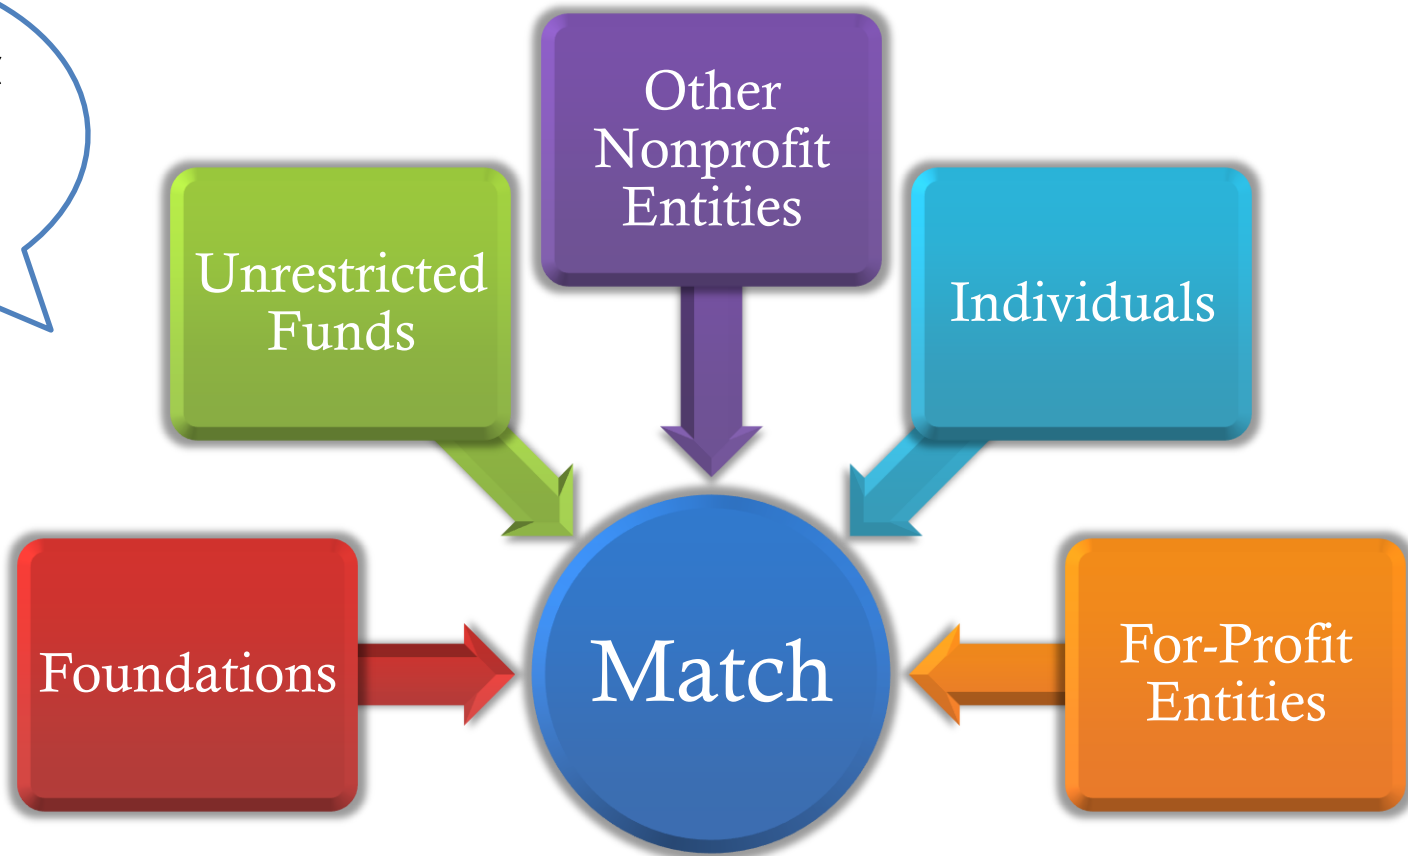 Other
Nonprofit
Entities
Unrestricted
Funds
Individuals
Foundations
Match
For-Profit
Entities